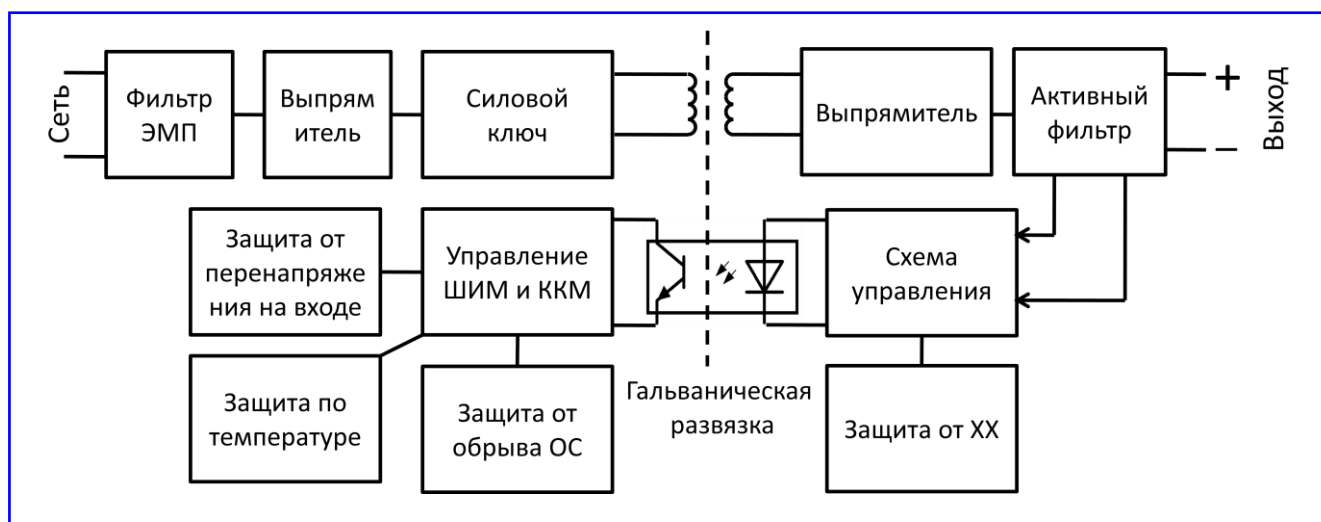 Сеть
Фильтр
ЭМП
Выпрям
итель
Силовой
ключ
Выпрямитель
Активный
фильтр
+
−
Выход
Защита от
перенапряже
ния на входе
Управление
ШИМ и ККМ
Схема
управления
Защита по
температуре
Защита от
обрыва ОС
Гальваническая
развязка
Защита от ХХ